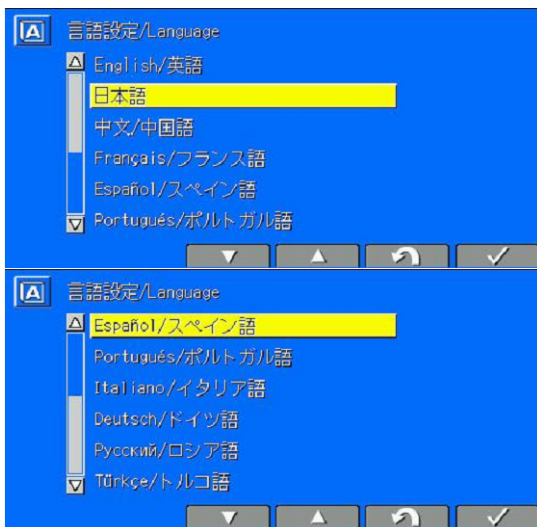 A
言語設定/Language
English/英語
日本語
中文/中国語
Français/フランス語
Español/スペイン語
Português/ポルトガル語
A
言語設定/Language
Español/スペイン語
Português/ポルトガル語
Italiano/イタリア語
Deutsch/ドイツ語
Русский/ロシア語
Türkçe/トルコ語